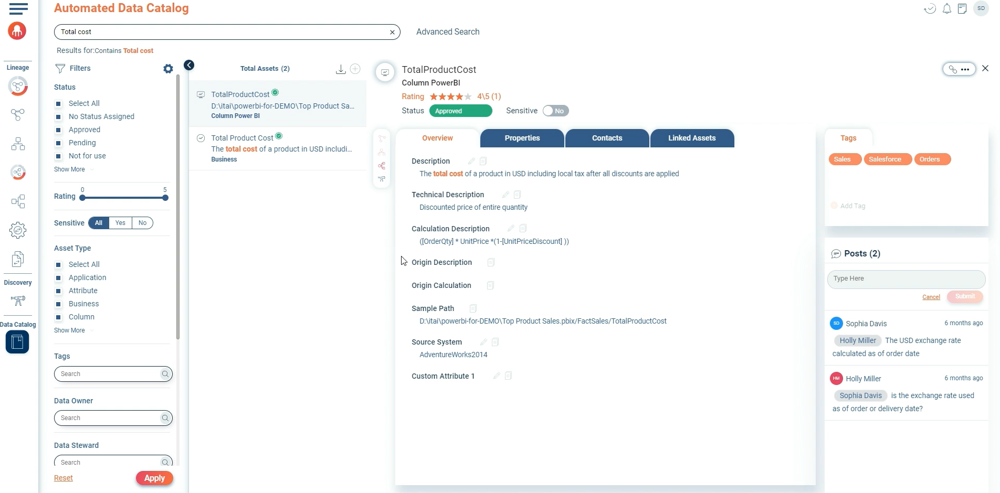 Automated Data Catalog
SD
Total cost
Advanced Search
Results for:Contains Total cost
Lineage
Discovery
Data Catalog
Filters
Status
Select All
No Status Assigned
Approved
Pending
Not for use
Show More
Rating
0
5
Sensitive
All
Yes
No
Asset Type
Select All
Application
Attribute
Business
Column
Show More
Tags
Search
Data Owner
Search
Data Steward
Search
Reset
Apply
Total Assets (2)
TotalProductCost
D:\itai\powerbi-for-DEMO\Top Product Sa...
Column Power BI
Total Product Cost
The total cost of a product in USD includi...
Business
TotalProductCost
Column PowerBI
Rating
4\5 (1)
Status
Approved
Sensitive
No
Overview
Properties
Contacts
Linked Assets
Description
The total cost of a product in USD including local tax after all discounts are applied
Technical Description
Discounted price of entire quantity
Calculation Description
([OrderQty] * UnitPrice *(1-[UnitPriceDiscount] ))
Origin Description
Origin Calculation
Sample Path
D:\itai\powerbi-for-DEMO\Top Product Sales.pbix/FactSales/TotalProductCost
Source System
AdventureWorks2014
Custom Attribute 1
Tags
Sales
Salesforce
Orders
Add Tag
Posts (2)
Type Here
Cancel
Submit
SD
Sophia Davis
6 months ago
Holly Miller The USD exchange rate
calculated as of order date
HM
Holly Miller
6 months ago
Sophia Davis is the exchange rate used
as of order or delivery date?